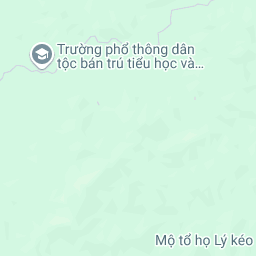 Trường phổ thông dân
tộc bán trú tiểu học và...
Mộ tổ họ Lý kéo